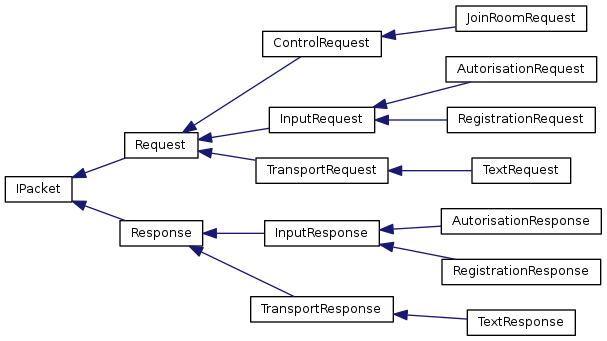 JoinRoomRequest
ControlRequest
AutorisationRequest
InputRequest
RegistrationRequest
Request
TransportRequest
TextRequest
IPacket
AutorisationResponse
Response
InputResponse
RegistrationResponse
TransportResponse
TextResponse